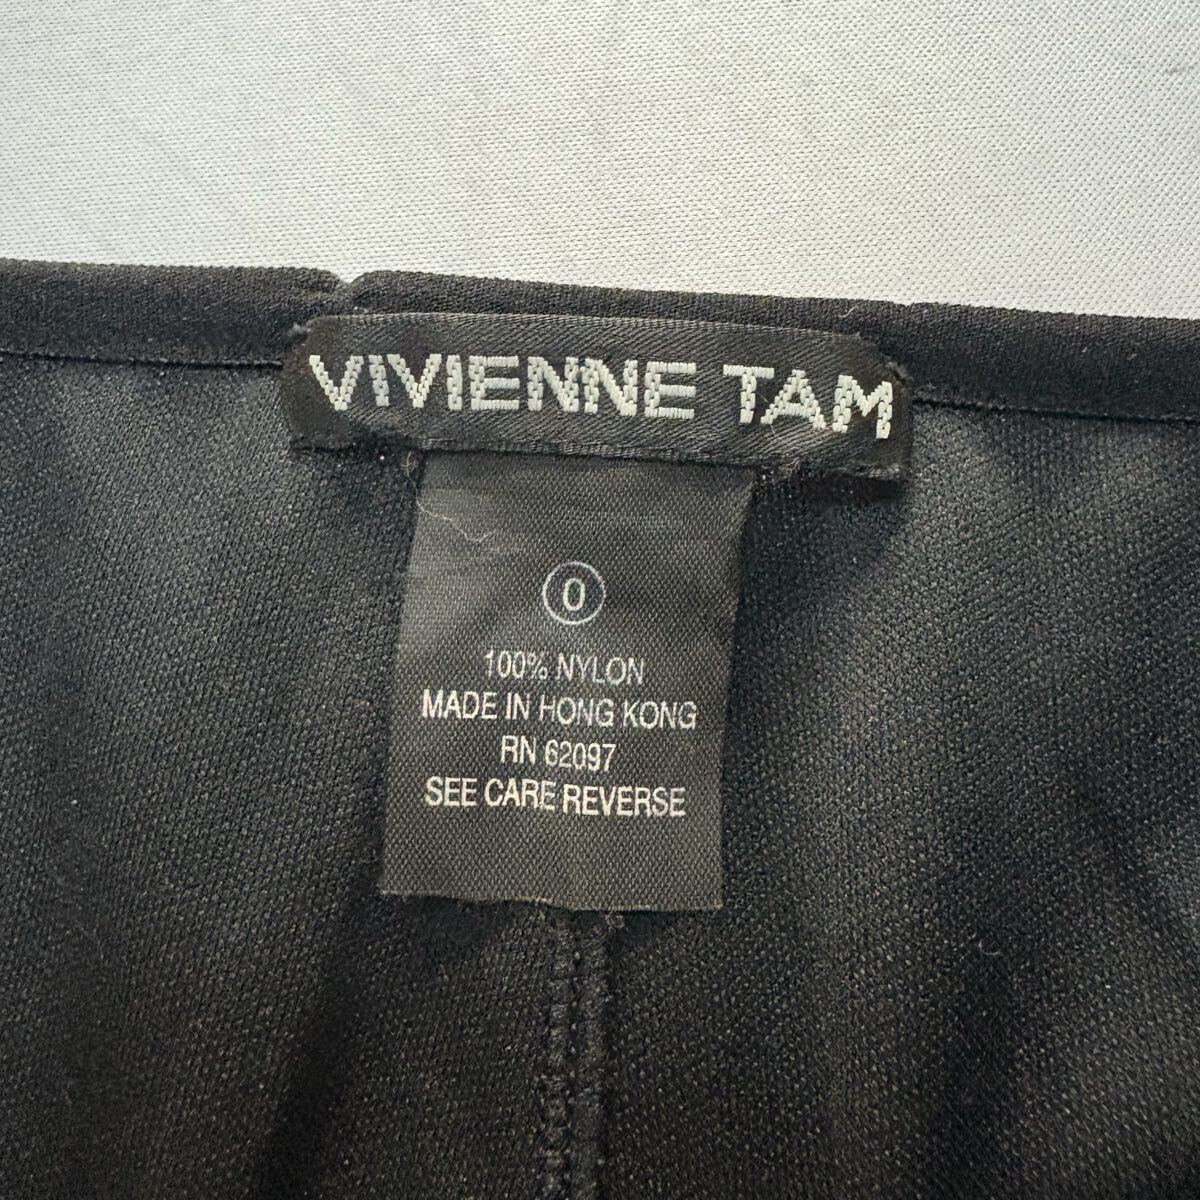 VIVIENNE TAM
0
100% NYLON
MADE IN HONG KONG
RN 62097
SEE CARE REVERSE